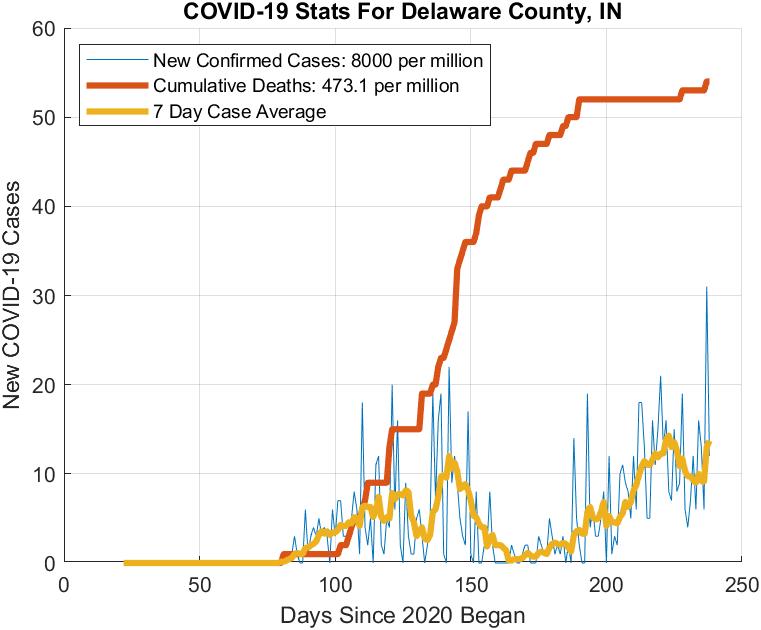 COVID-19 Stats For Delaware County, IN
New Confirmed Cases: 8000 per million
Cumulative Deaths: 473.1 per million
7 Day Case Average
New COVID-19 Cases
60
50
40
30
20
10
0
0 50 100 150 200 250
Days Since 2020 Began